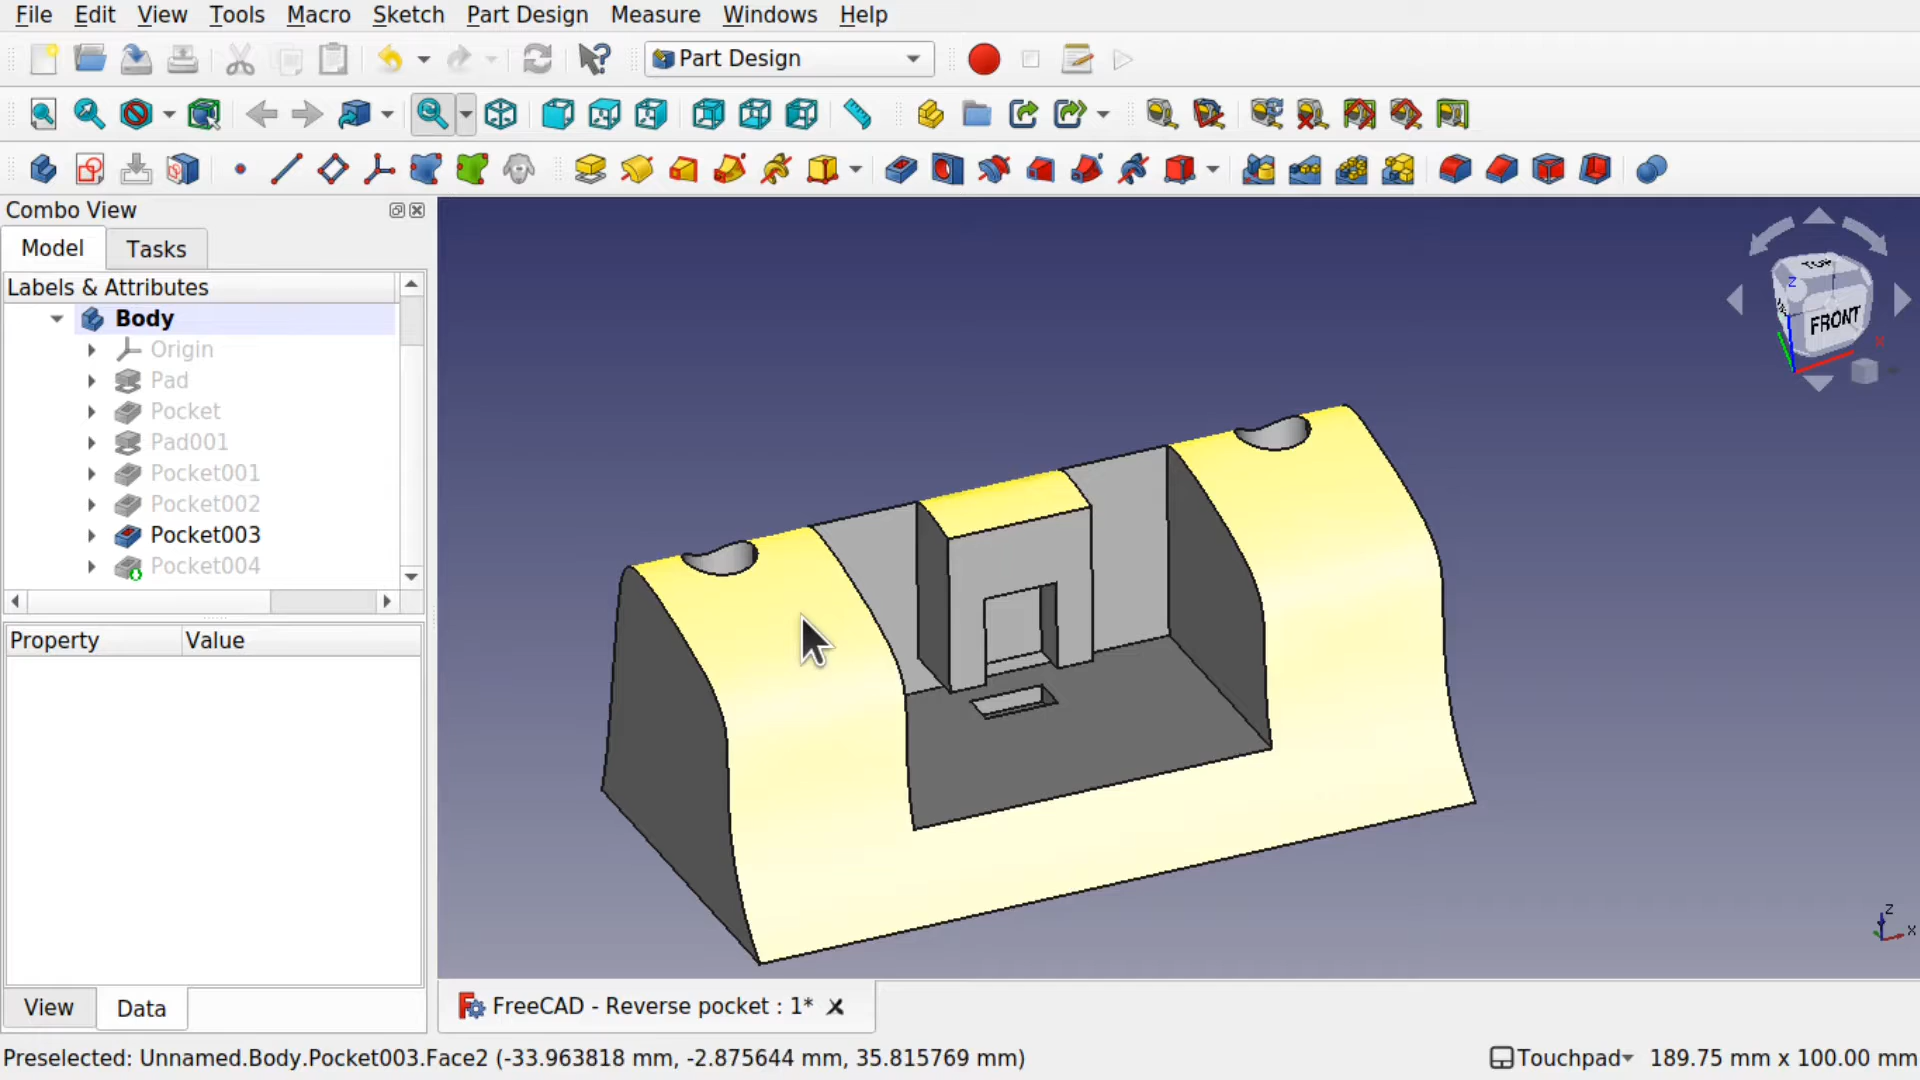 File Edit View Tools Macro Sketch Part Design Measure Windows Help
Part Design
Combo View
Model Tasks
Labels & Attributes
Body
Origin
Pad
Pocket
Pad001
Pocket001
Pocket002
Pocket003
Pocket004
Property Value
View Data
TOP
FRONT
Z
X
Z
X
FreeCAD - Reverse pocket : 1*
Preselected: Unnamed.Body.Pocket003.Face2 (-33.963818 mm, -2.875644 mm, 35.815769 mm)
Touchpad 189.75 mm x 100.00 mm